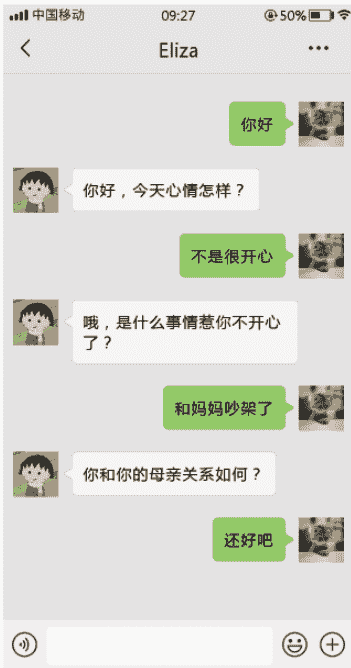 中国移动 09:27 50%
Eliza
你好
你好，今天心情怎样？
不是很开心
哦，是什么事情惹你不开心
了？
和妈妈吵架了
你和你的母亲关系如何？
还好吧